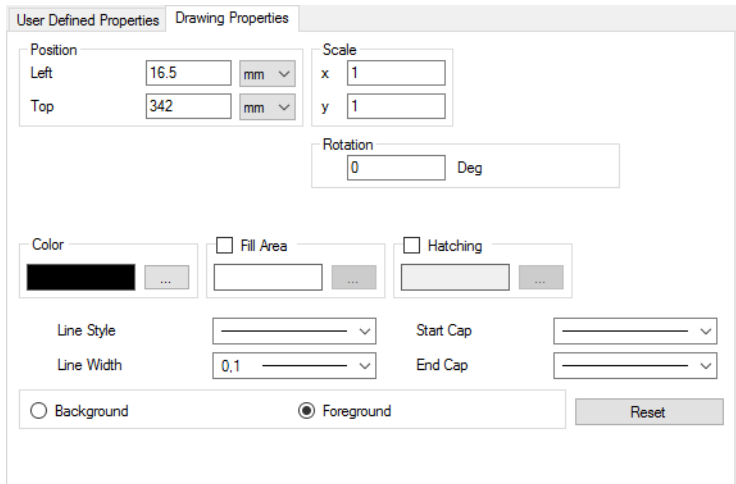 User Defined Properties Drawing Properties
Position
Left 16.5 mm
Top 342 mm
Scale
x 1
y 1
Rotation
0 Deg
Color
...
Fill Area
...
Hatching
...
Line Style Start Cap
Line Width 0,1 End Cap
Background Foreground Reset